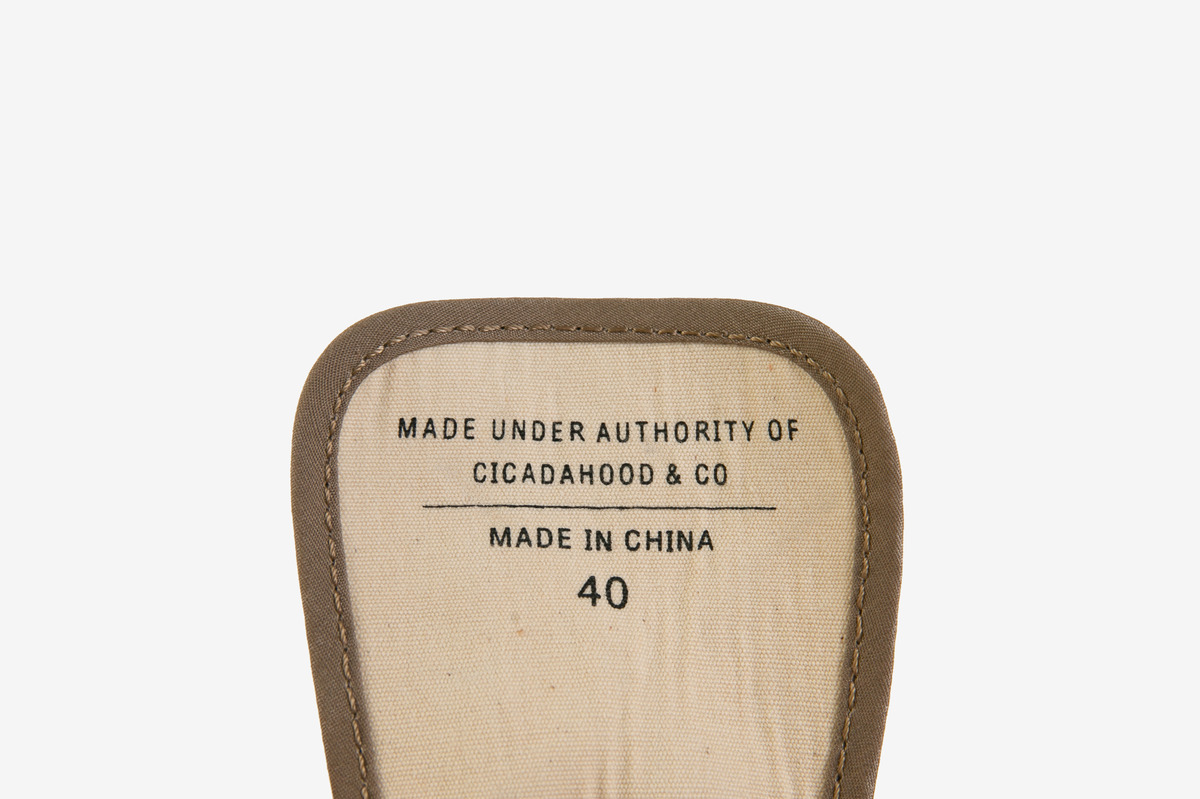 MADE UNDER AUTHORITY OF
CICADAHOOD & CO
MADE IN CHINA
40